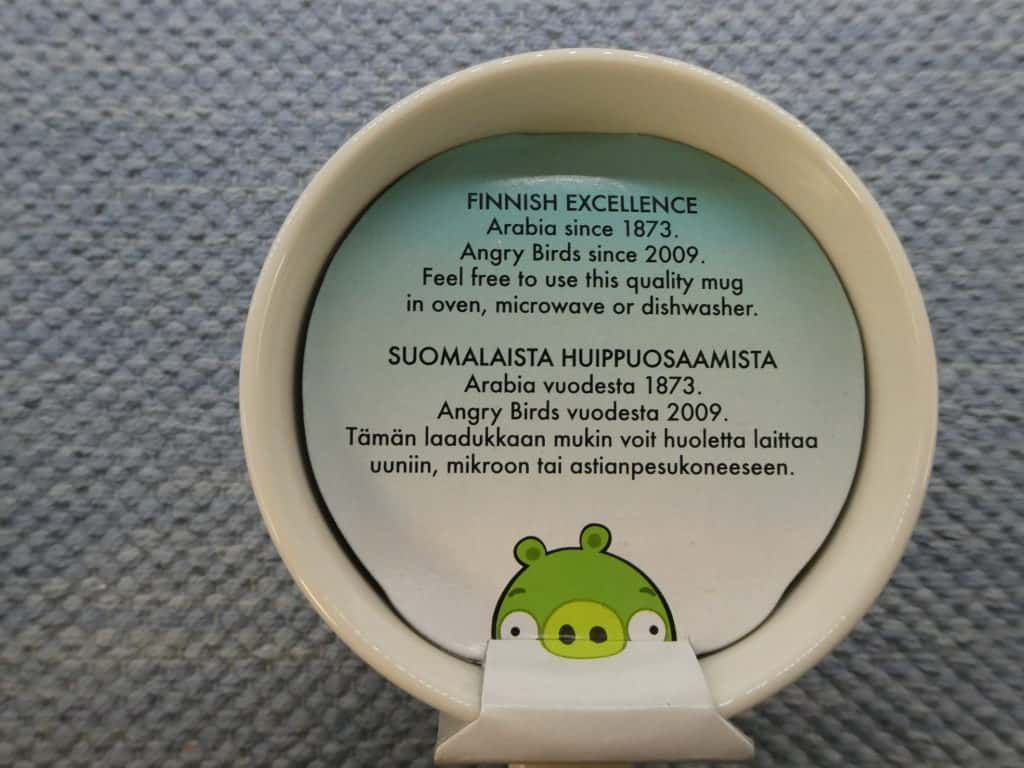 FINNISH EXCELLENCE
Arabia since 1873.
Angry Birds since 2009.
Feel free to use this quality mug
in oven, microwave or dishwasher.
SUOMALAISTA HUIPPUOSAAMISTA
Arabia vuodesta 1873.
Angry Birds vuodesta 2009.
Tämän laadukkaan mukin voit huoletta laittaa
uuniin, mikroon tai astianpesukoneeseen.